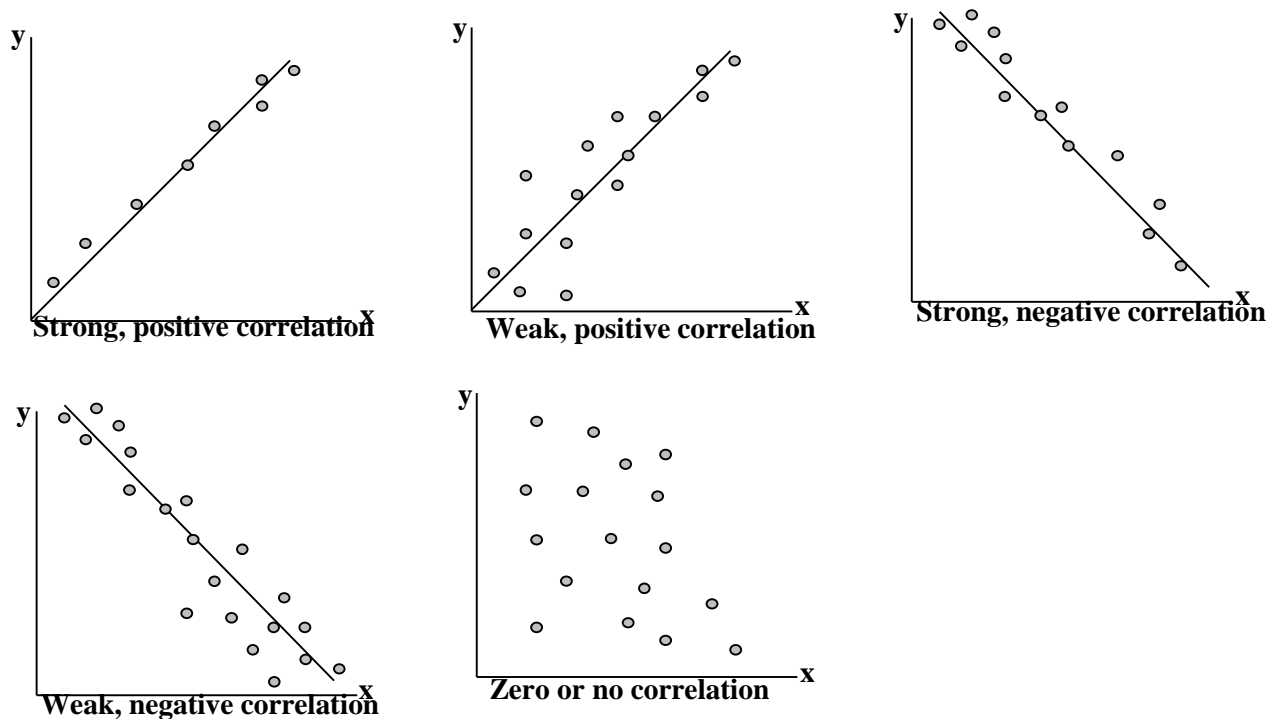 y
x
Strong, positive correlation
y
x
Weak, positive correlation
y
x
Strong, negative correlation
y
x
Weak, negative correlation
y
x
Zero or no correlation